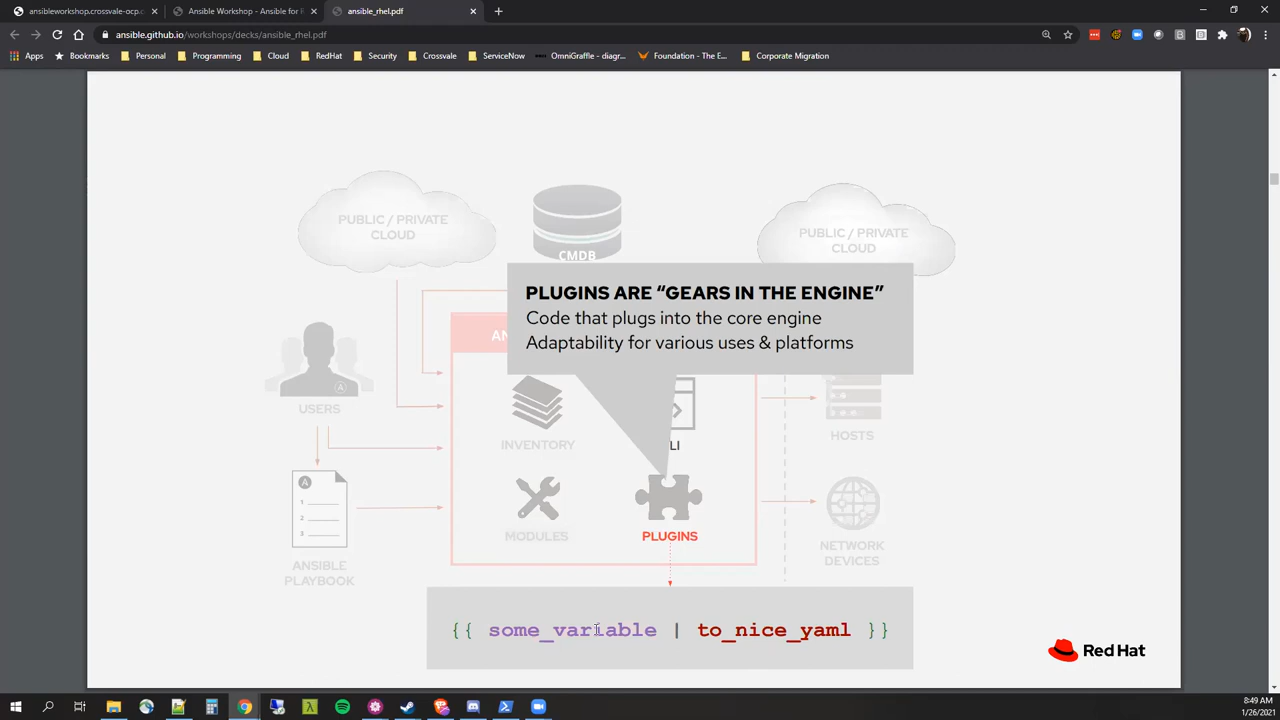 ansibleworkshop.crossvale-ocp.c
Ansible Workshop - Ansible for R
ansible_rhel.pdf
ansible.github.io/workshops/decks/ansible_rhel.pdf
Apps
Bookmarks
Personal
Programming
Cloud
RedHat
Security
Crossvale
ServiceNow
OmniGraffle - diagr...
Foundation - The E...
Corporate Migration
PUBLIC / PRIVATE
CLOUD
CMDB
PUBLIC / PRIVATE
CLOUD
PLUGINS ARE “GEARS IN THE ENGINE”
Code that plugs into the core engine
Adaptability for various uses & platforms
AN
USERS
INVENTORY
LI
HOSTS
MODULES
PLUGINS
ANSIBLE
PLAYBOOK
NETWORK
DEVICES
{{ some_variable | to_nice_yaml }}
Red Hat
8:49 AM
1/26/2021